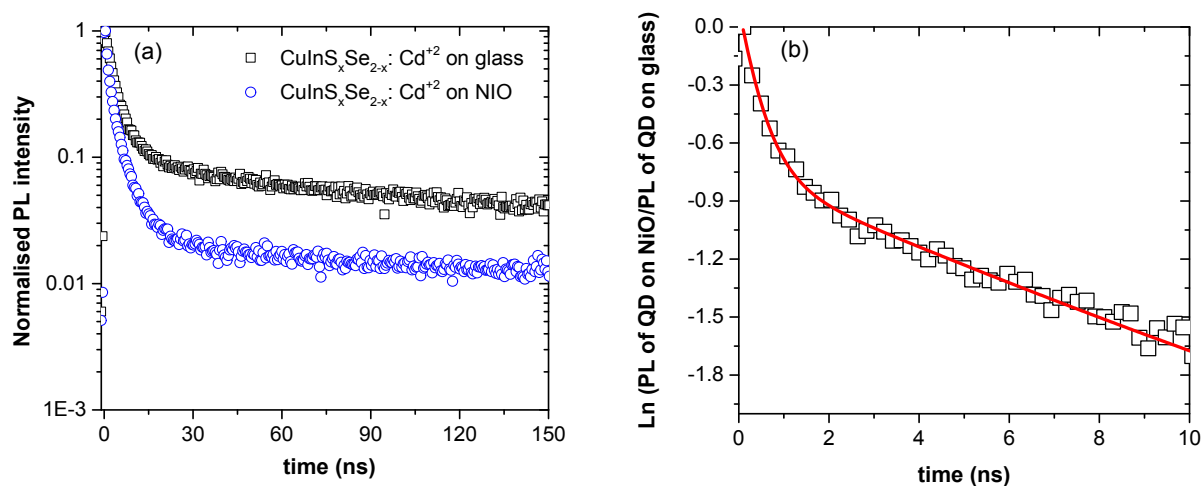 (a)
CuInSₓSe₂₋ₓ: Cd⁺² on glass
CuInSₓSe₂₋ₓ: Cd⁺² on NIO
1
0.1
0.01
1E-3
Normalised PL intensity
0 30 60 90 120 150
time (ns)
(b)
0.0
-0.3
-0.6
-0.9
-1.2
-1.5
-1.8
Ln (PL of QD on NiO/PL of QD on glass)
0 2 4 6 8 10
time (ns)